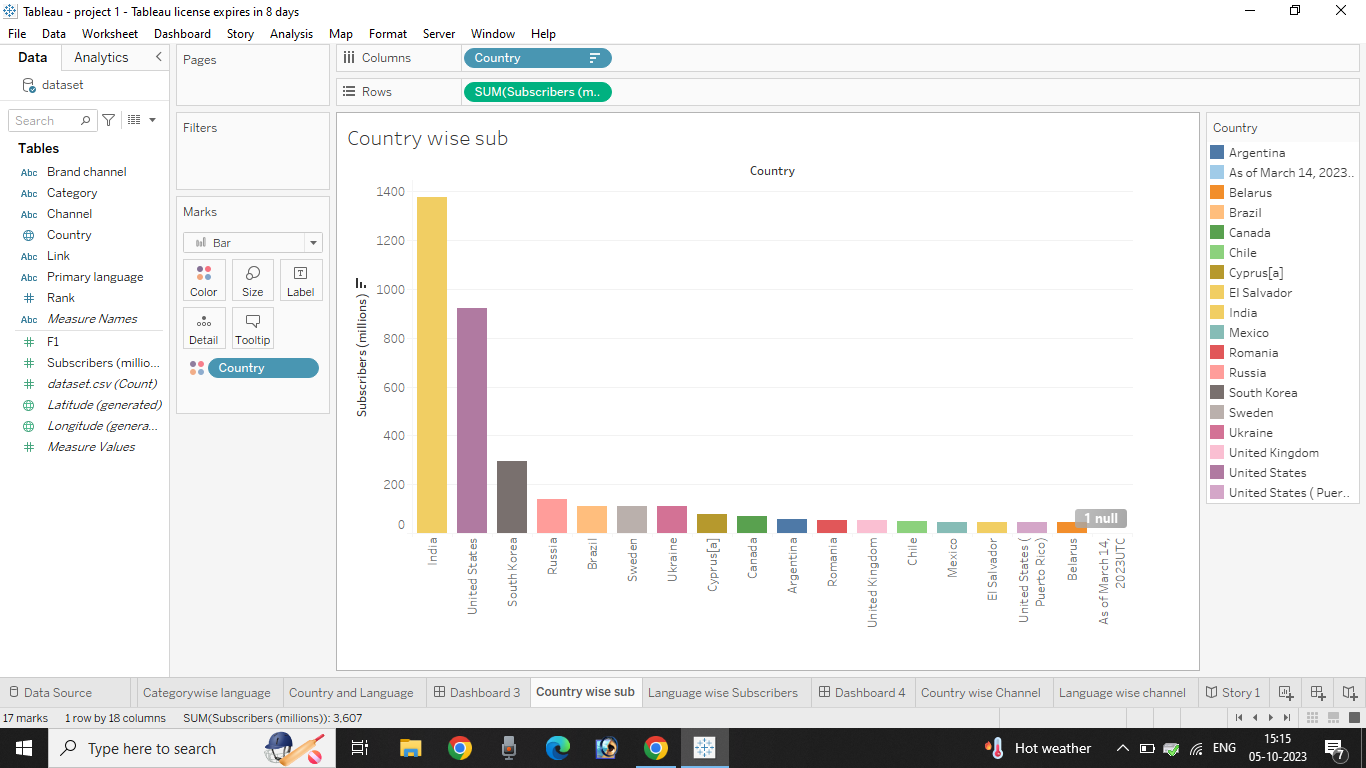 Tableau - project 1 - Tableau license expires in 8 days
File Data Worksheet Dashboard Story Analysis Map Format Server Window Help
Data Analytics
dataset
Search
Tables
Abc Brand channel
Abc Category
Abc Channel
Country
Abc Link
Abc Primary language
# Rank
Abc Measure Names
# F1
# Subscribers (millio...
# dataset.csv (Count)
Latitude (generated)
Longitude (genera...
# Measure Values
Pages
Filters
Marks
Bar
Color Size Label
Detail Tooltip
Country
Columns Country
Rows SUM(Subscribers (m..
Country wise sub
Country
Subscribers (millions)
1400
1200
1000
800
600
400
200
0
1 null
India
United States
South Korea
Russia
Brazil
Sweden
Ukraine
Cyprus[a]
Canada
Argentina
Romania
United Kingdom
Chile
Mexico
El Salvador
United States (
Puerto Rico)
Belarus
As of March 14,
2023UTC
Country
Argentina
As of March 14, 2023..
Belarus
Brazil
Canada
Chile
Cyprus[a]
El Salvador
India
Mexico
Romania
Russia
South Korea
Sweden
Ukraine
United Kingdom
United States
United States ( Puer..
Data Source Categorywise language Country and Language Dashboard 3 Country wise sub Language wise Subscribers Dashboard 4 Country wise Channel Language wise channel Story 1
17 marks 1 row by 18 columns SUM(Subscribers (millions)): 3,607
Type here to search
Hot weather
ENG
15:15
05-10-2023
7